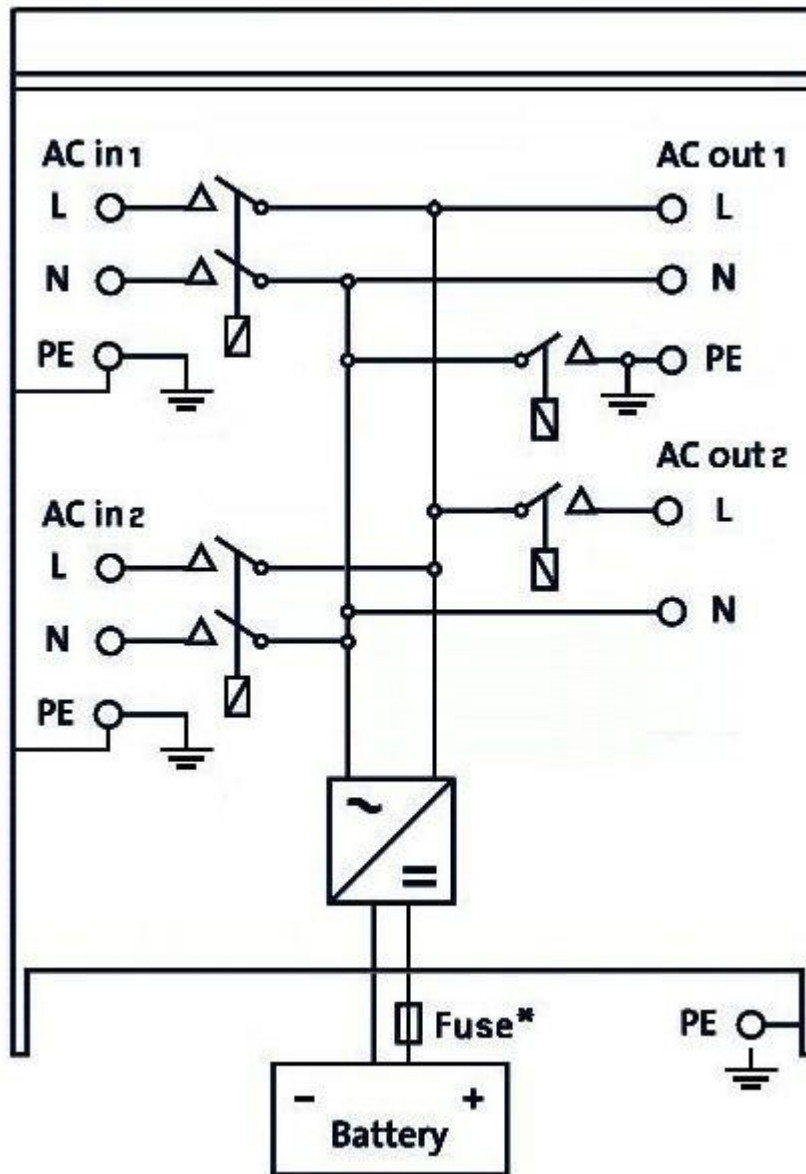 AC in 1
AC out 1
L
L
N
N
PE
PE
AC out 2
AC in 2
L
L
N
N
PE
~
=
Fuse*
PE
- +
Battery